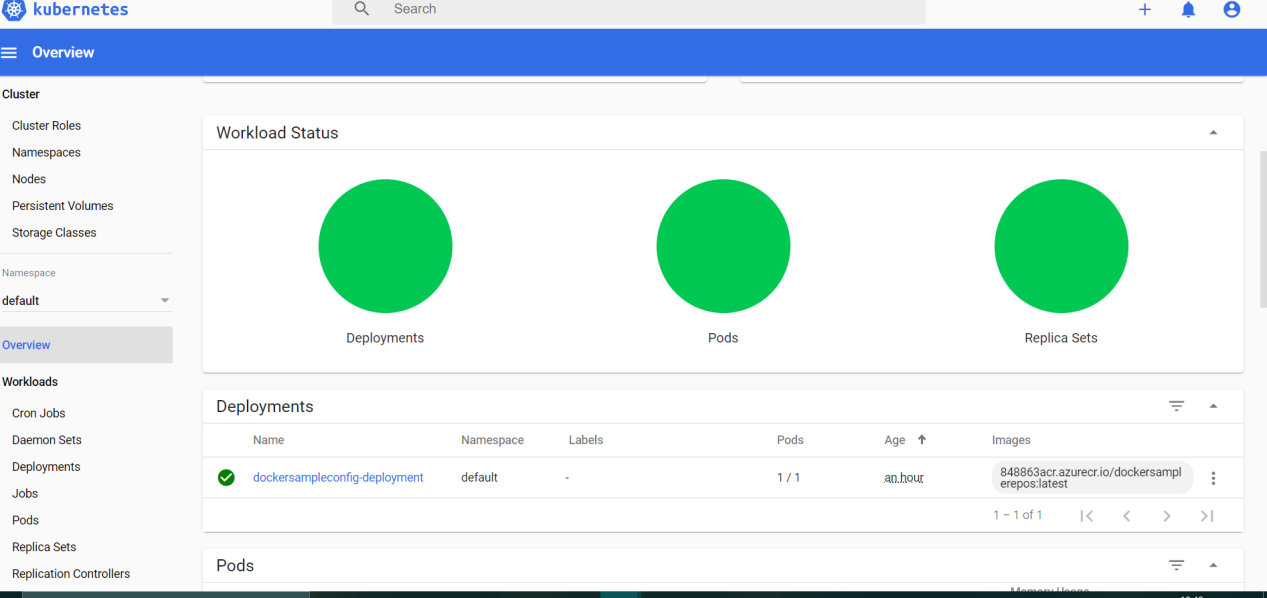 kubernetes
Search
Overview
Cluster
Cluster Roles
Namespaces
Nodes
Persistent Volumes
Storage Classes
Namespace
default
Overview
Workloads
Cron Jobs
Daemon Sets
Deployments
Jobs
Pods
Replica Sets
Replication Controllers
Workload Status
Deployments
Pods
Replica Sets
Deployments
Name Namespace Labels Pods Age Images
dockersampleconfig-deployment default - 1 / 1 an hour 848863acr.azurecr.io/dockersampl
erepos:latest
1 – 1 of 1
Pods
Memory Usage